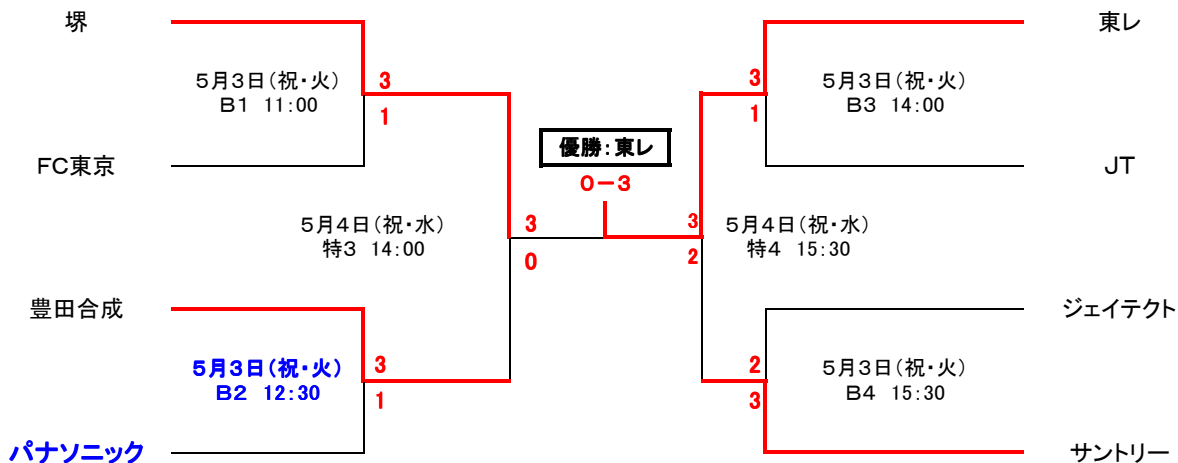 堺
東レ
5月3日(祝・火)
B1 11:00
3
1
3
1
5月3日(祝・火)
B3 14:00
優勝:東レ
0-3
FC東京
JT
5月4日(祝・水)
特3 14:00
3
0
3
2
5月4日(祝・水)
特4 15:30
豊田合成
ジェイテクト
5月3日(祝・火)
B2 12:30
3
1
2
3
5月3日(祝・火)
B4 15:30
パナソニック
サントリー